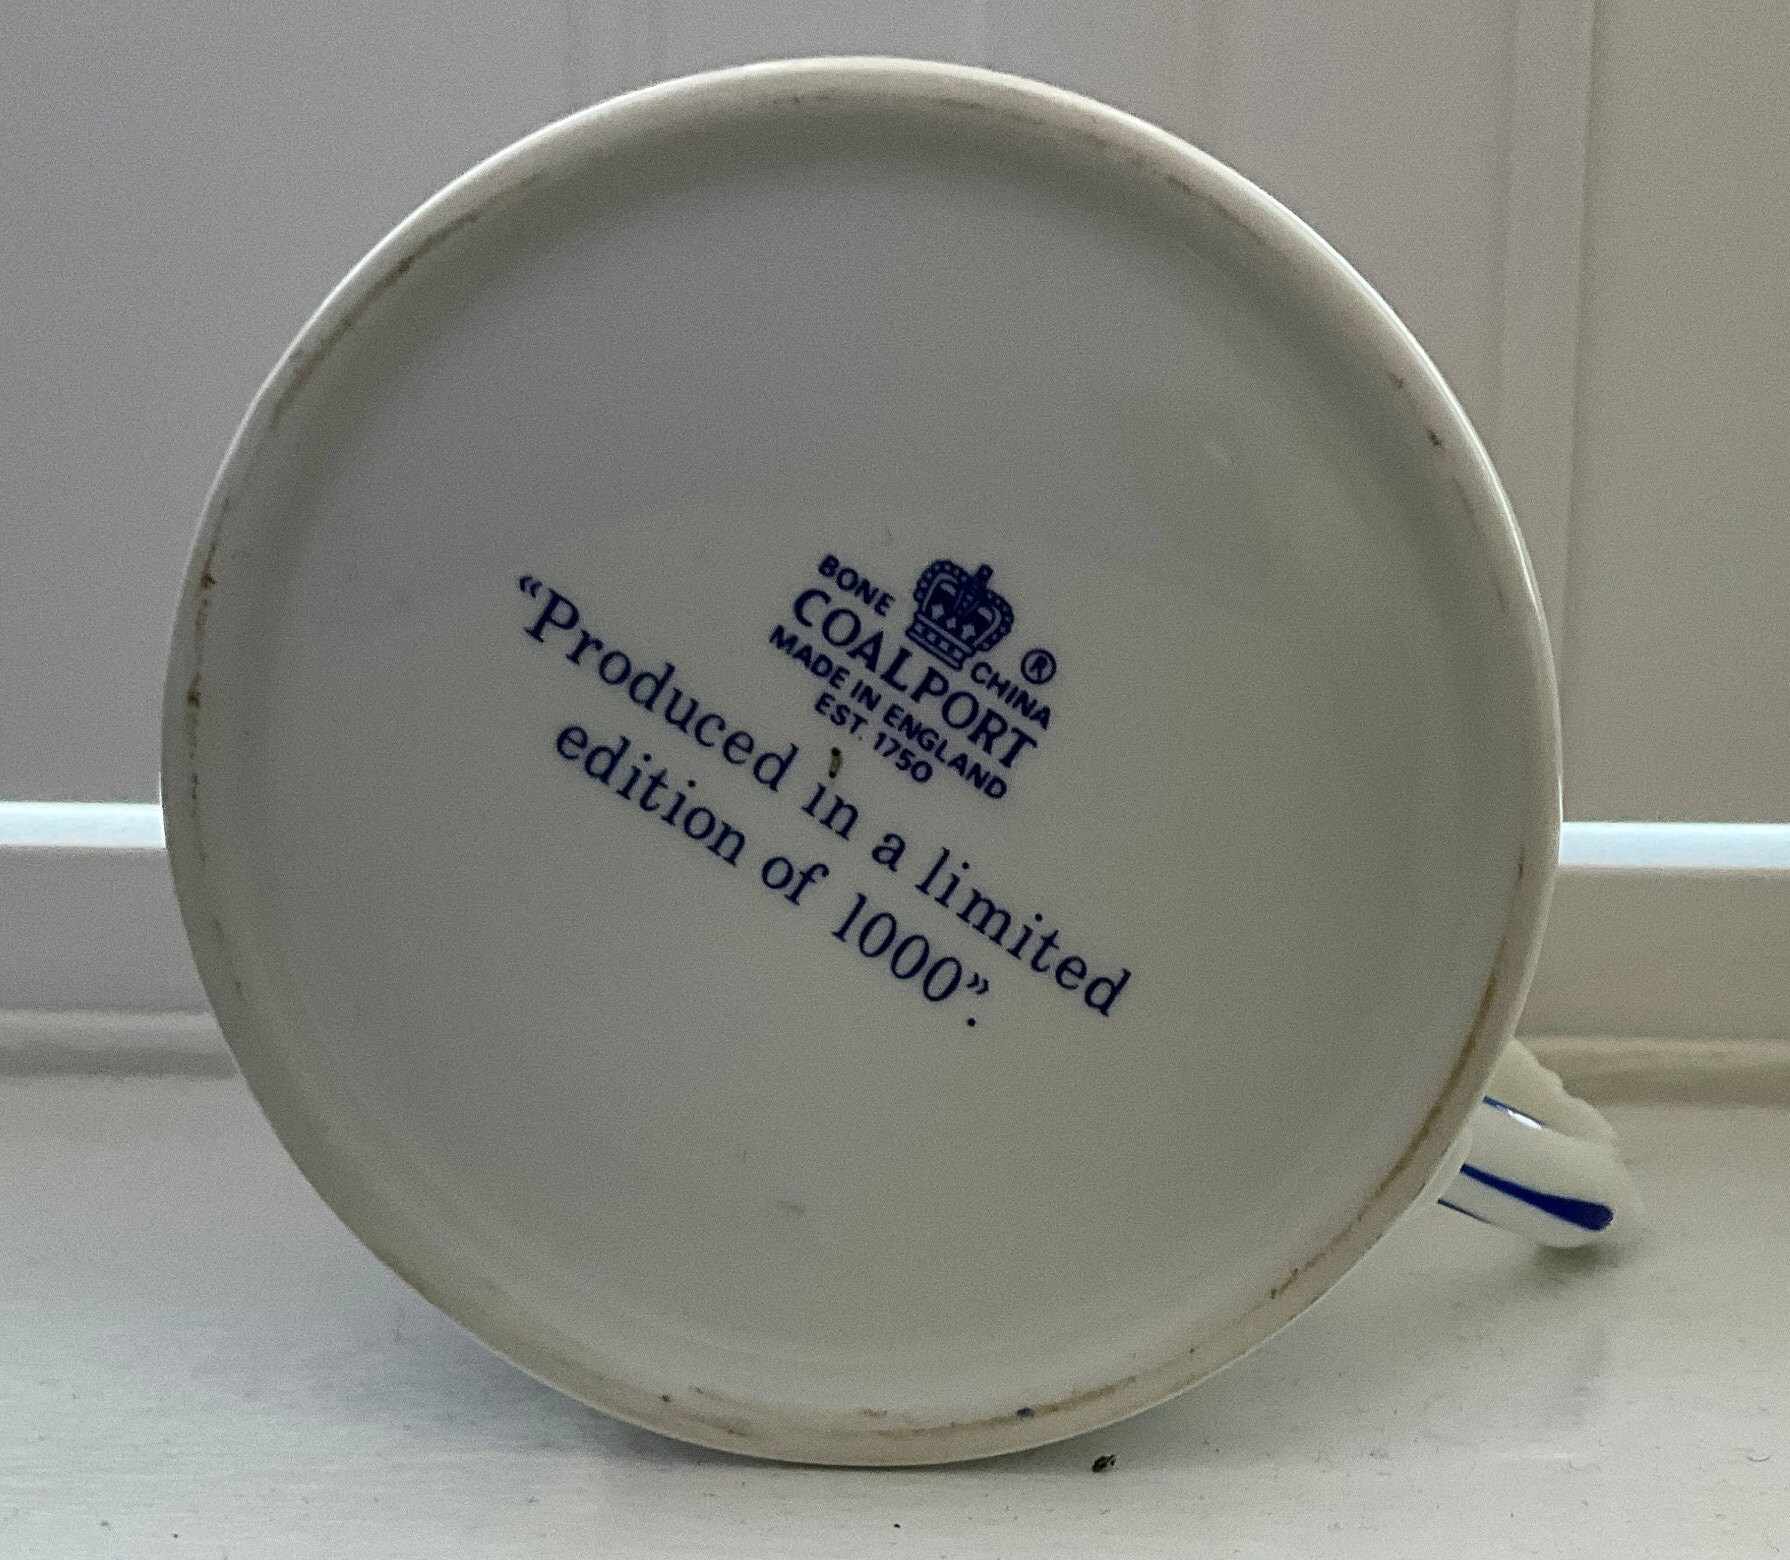 BONE CHINA ®
COALPORT
MADE IN ENGLAND
EST. 1750
“Produced in a limited
edition of 1000”.